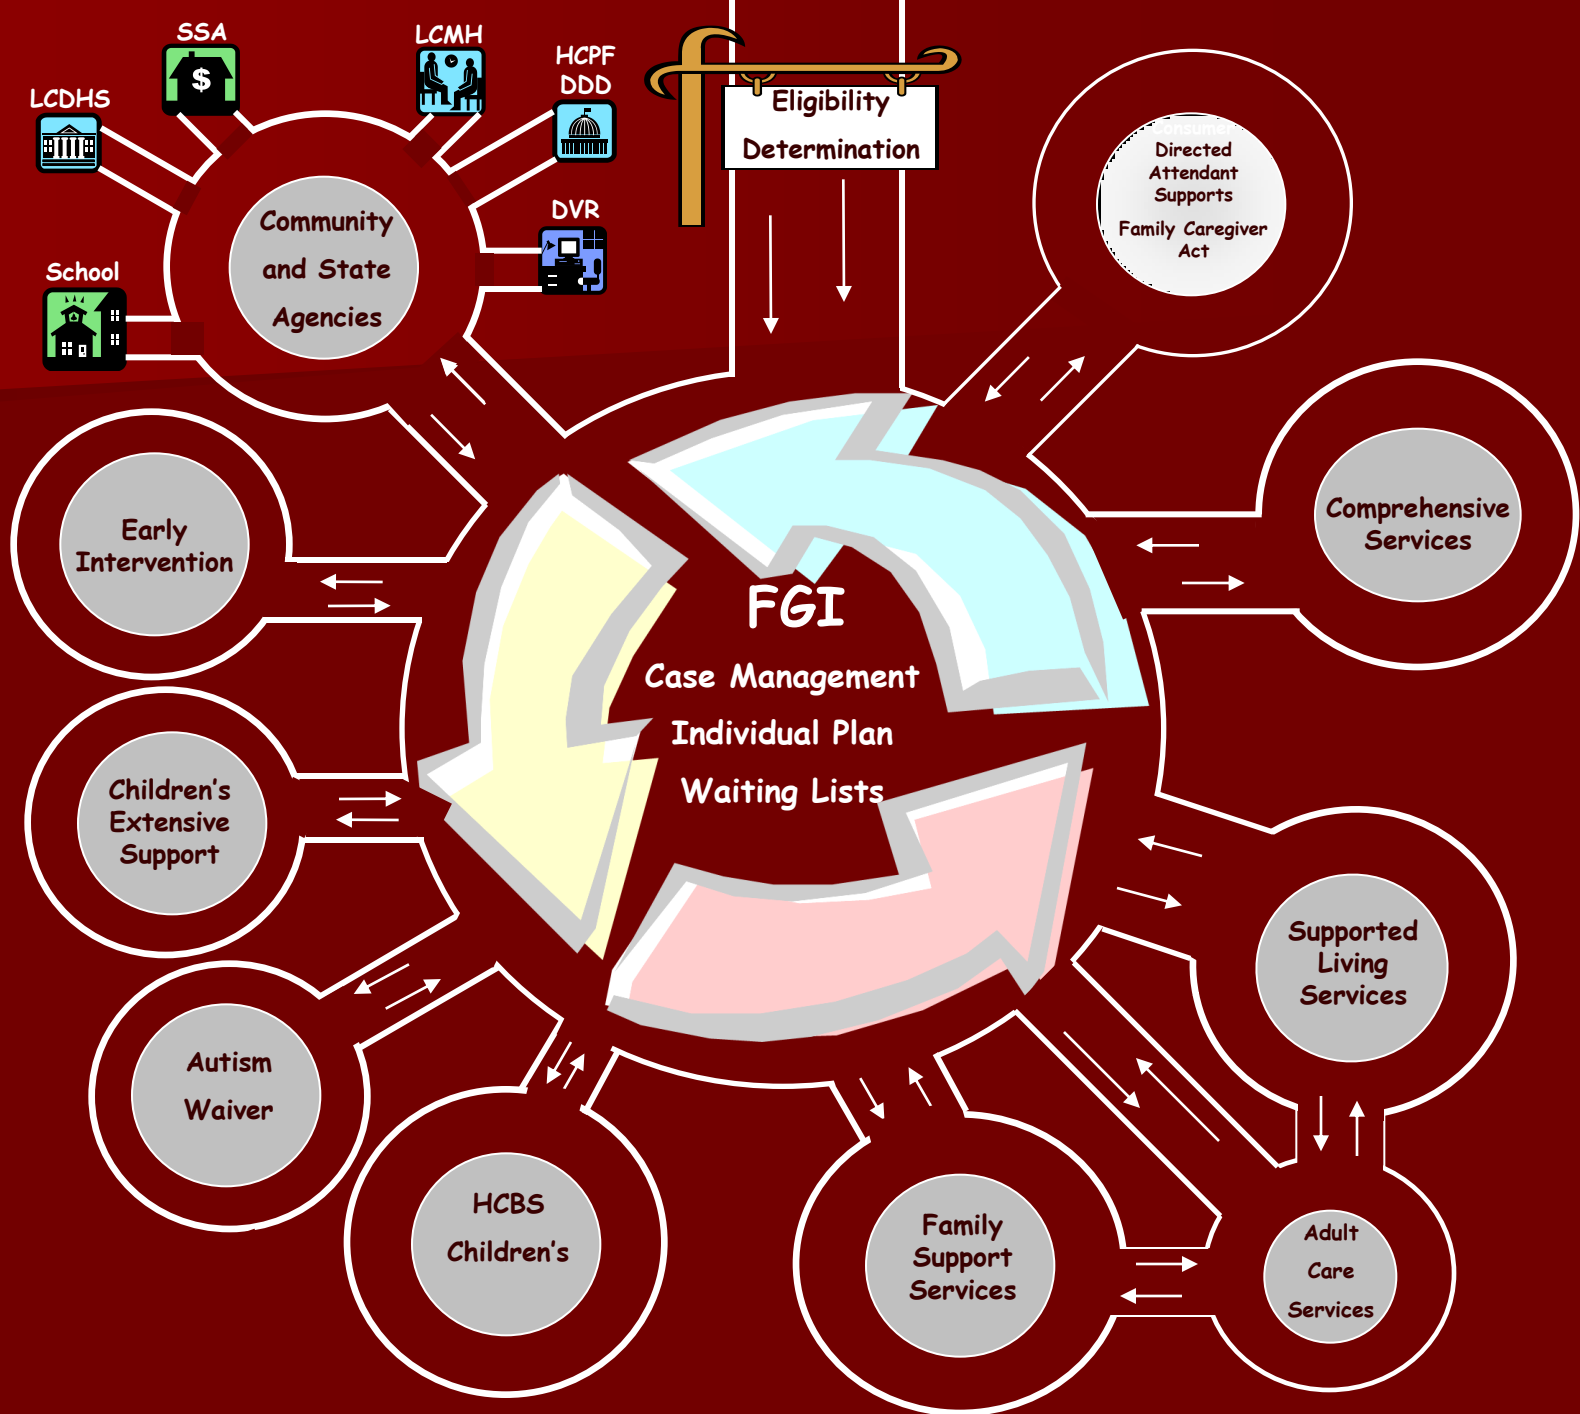 SSA
LCMH
HCPF
DDD
LCDHS
$
Eligibility
Determination
Consumer
Directed
Attendant
Supports
Family Caregiver
Act
DVR
School
Community
and State
Agencies
Early
Intervention
Comprehensive
Services
FGI
Case Management
Individual Plan
Waiting Lists
Children's
Extensive
Support
Supported
Living
Services
Autism
Waiver
HCBS
Children's
Family
Support
Services
Adult
Care
Services